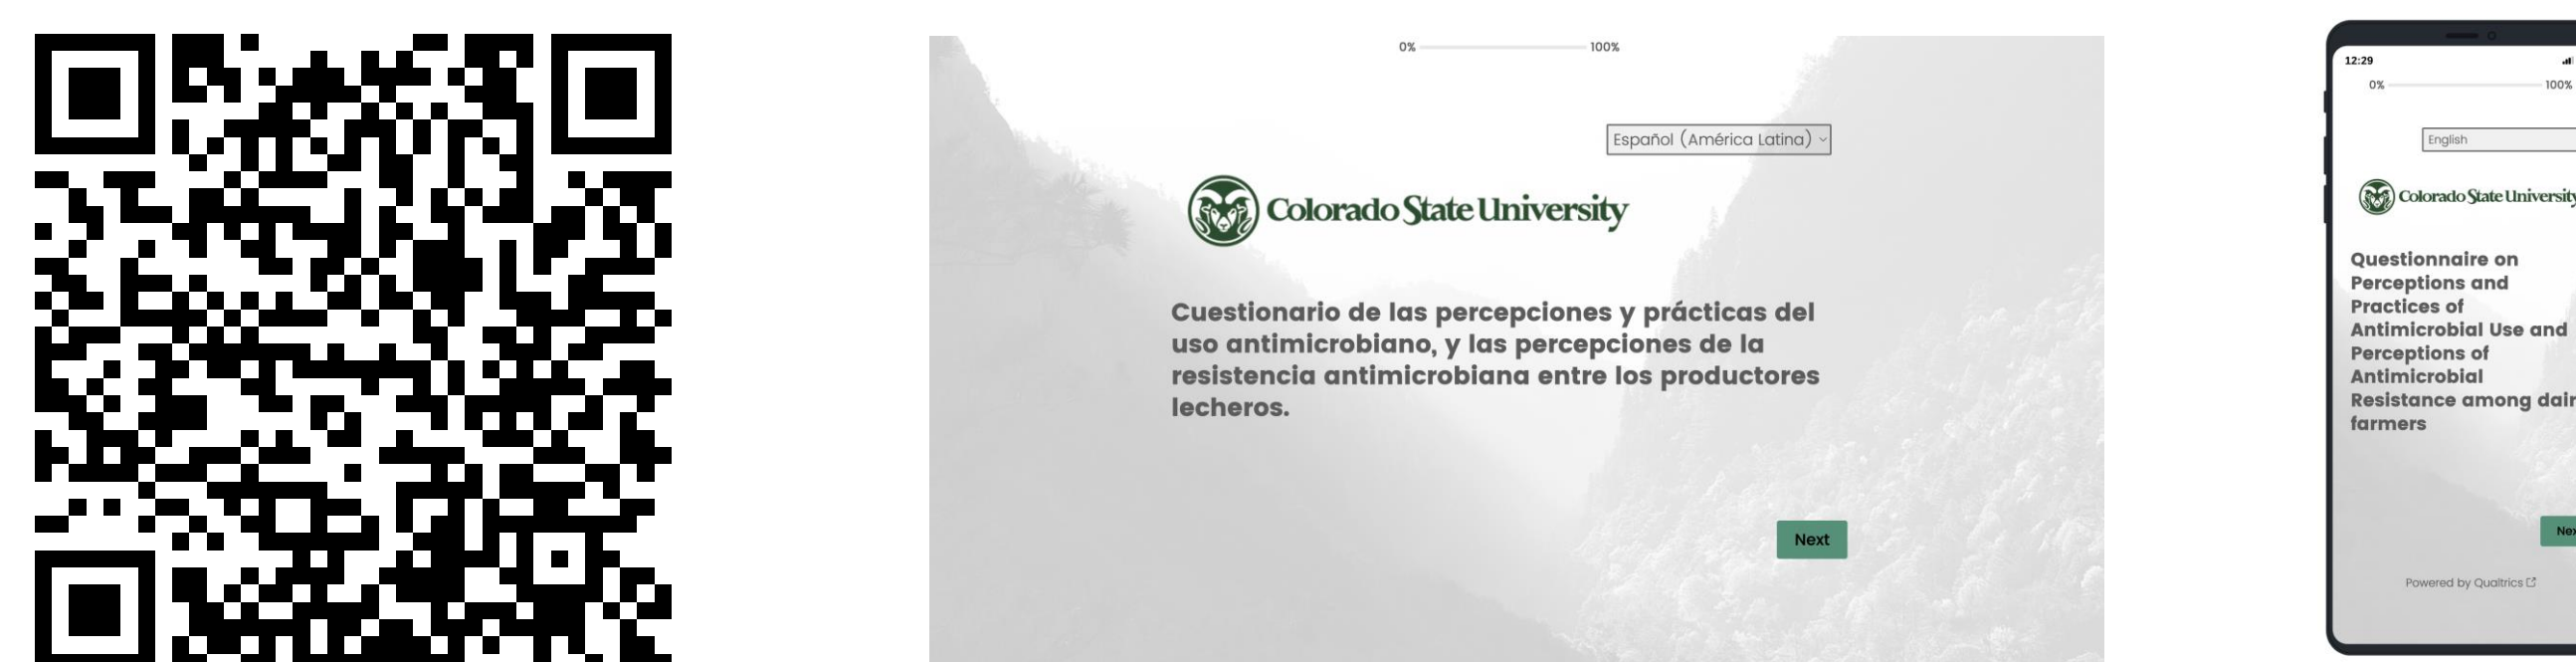 0% 100%
Español (América Latina)
Colorado State University
Cuestionario de las percepciones y prácticas del
uso antimicrobiano, y las percepciones de la
resistencia antimicrobiana entre los productores
lecheros.
Next
12:29
0% 100%
English
Colorado State University
Questionnaire on
Perceptions and
Practices of
Antimicrobial Use and
Perceptions of
Antimicrobial
Resistance among
farmers
Powered by Qualtrics